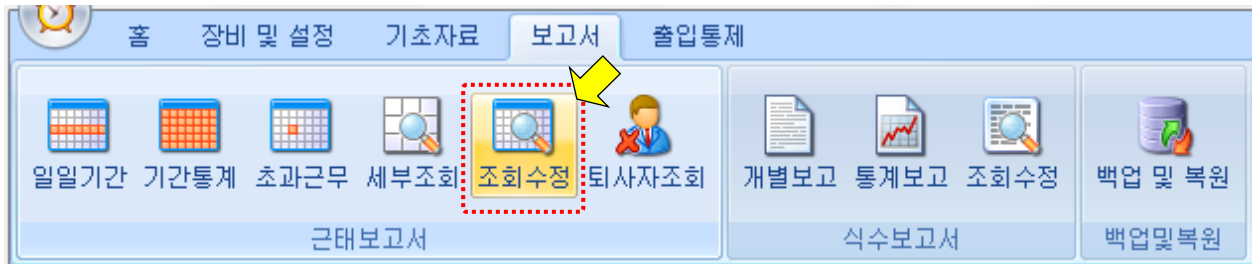 홈 장비 및 설정 기초자료 보고서 출입통제
일일기간 기간통계 초과근무 세부조회 조회수정 퇴사자조회 개별보고 통계보고 조회수정 백업 및 복원
근태보고서 식수보고서 백업및복원